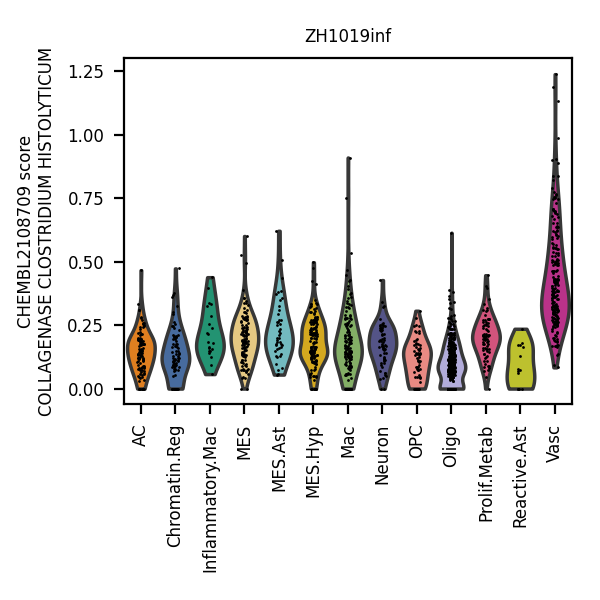 ZH1019inf
CHEMBL2108709 score
COLLAGENASE CLOSTRIDIUM HISTOLYTICUM
1.25
1.00
0.75
0.50
0.25
0.00
AC
Chromatin.Reg
Inflammatory.Mac
MES
MES.Ast
MES.Hyp
Mac
Neuron
OPC
Oligo
Prolif.Metab
Reactive.Ast
Vasc